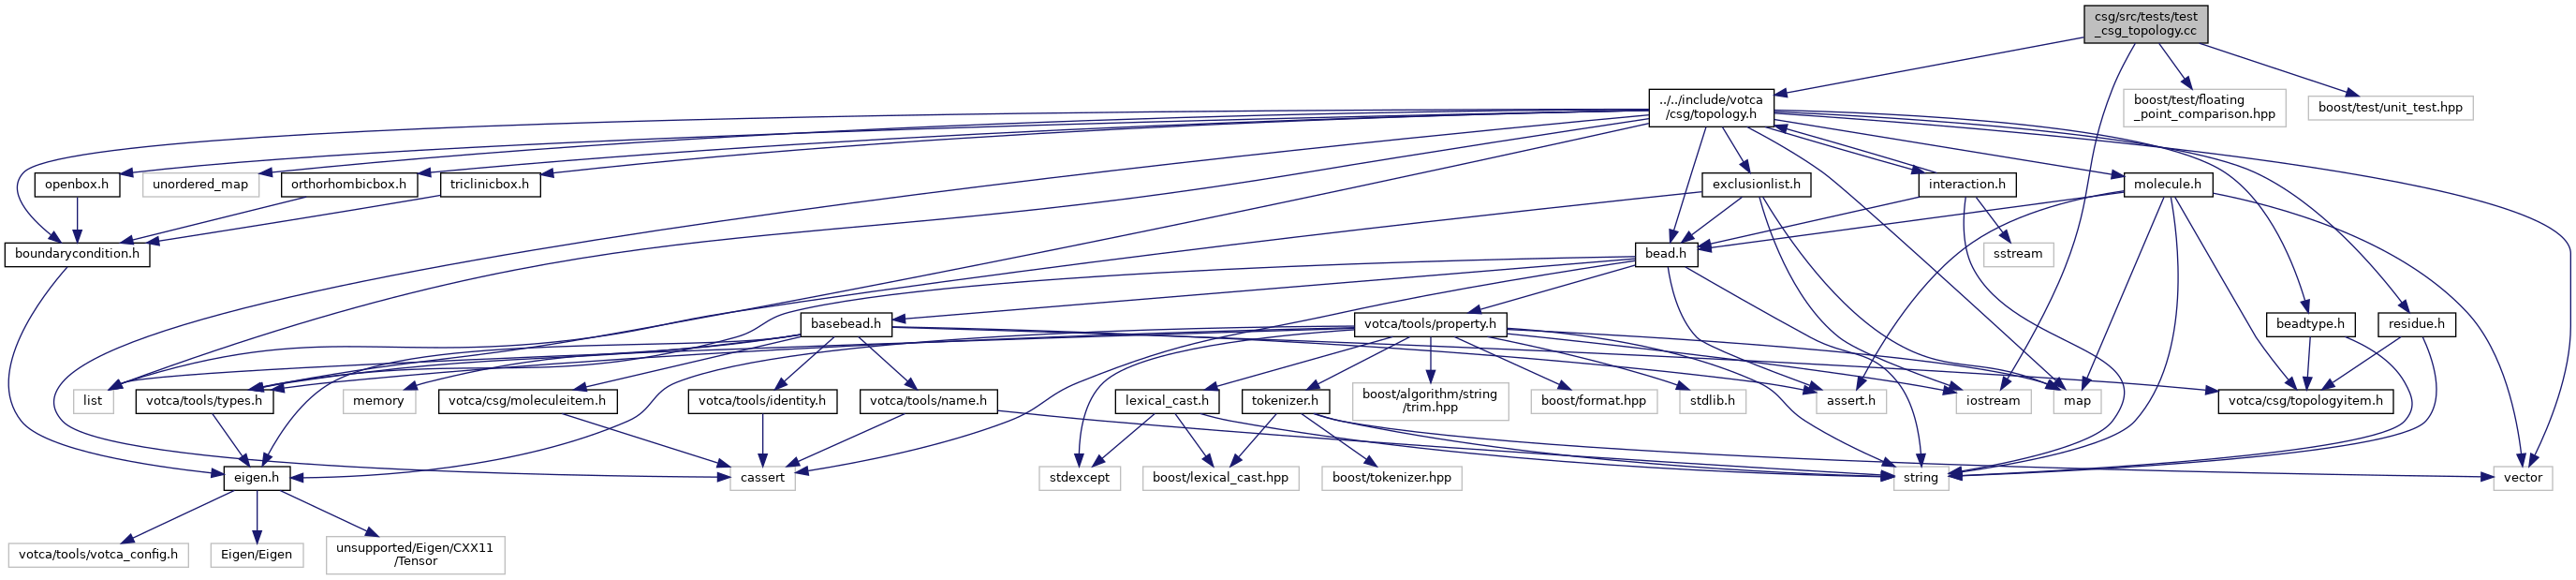 csg/src/tests/test
_csg_topology.cc
../../include/votca
/csg/topology.h
boost/test/floating
_point_comparison.hpp
boost/test/unit_test.hpp
openbox.h
unordered_map
orthorhombicbox.h
triclinicbox.h
exclusionlist.h
interaction.h
molecule.h
boundarycondition.h
bead.h
sstream
basebead.h
votca/tools/property.h
beadtype.h
residue.h
list
votca/tools/types.h
memory
votca/csg/moleculeitem.h
votca/tools/identity.h
votca/tools/name.h
lexical_cast.h
tokenizer.h
boost/algorithm/string
/trim.hpp
boost/format.hpp
stdlib.h
assert.h
iostream
map
votca/csg/topologyitem.h
eigen.h
cassert
stdexcept
boost/lexical_cast.hpp
boost/tokenizer.hpp
string
vector
votca/tools/votca_config.h
Eigen/Eigen
unsupported/Eigen/CXX11
/Tensor